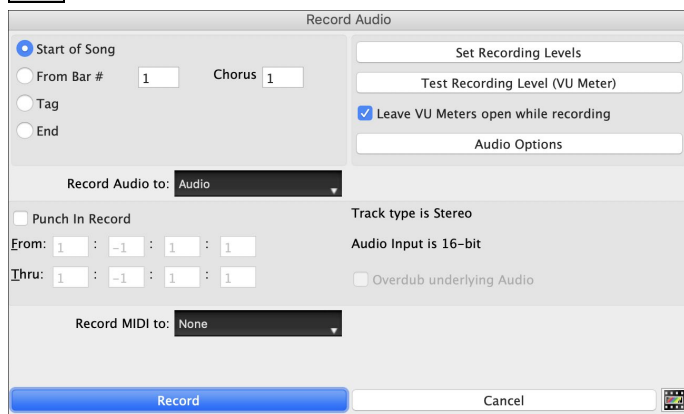 Record Audio
Start of Song
From Bar # 1 Chorus 1
Tag
End
Set Recording Levels
Test Recording Level (VU Meter)
Leave VU Meters open while recording
Audio Options
Record Audio to: Audio
Punch In Record
From: 1 : -1 : 1 : 1
Thru: 1 : -1 : 1 : 1
Track type is Stereo
Audio Input is 16-bit
Overdub underlying Audio
Record MIDI to: None
Record
Cancel